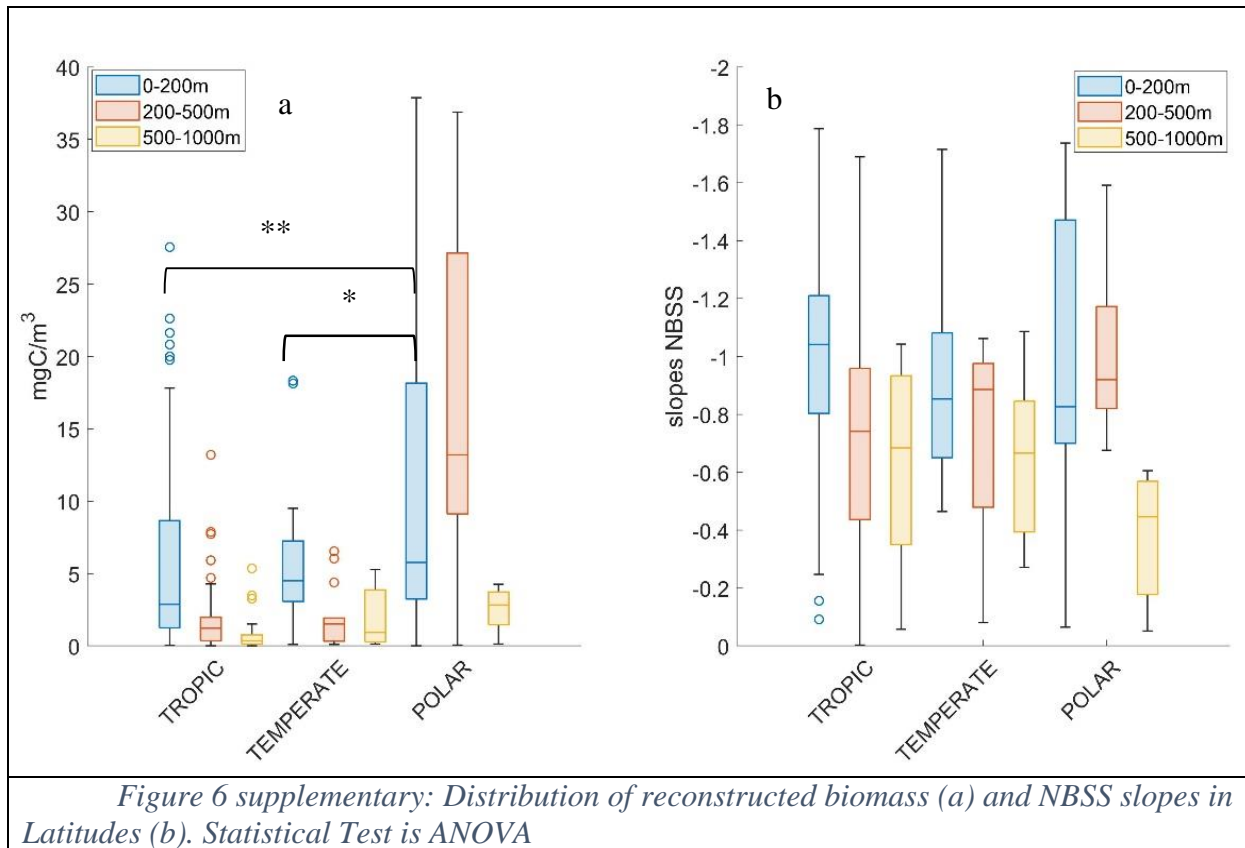 40
35
30
25
20
15
10
5
0
mgC/m³
0-200m
200-500m
500-1000m
a
**
*
TROPIC
TEMPERATE
POLAR
-2
-1.8
-1.6
-1.4
-1.2
-1
-0.8
-0.6
-0.4
-0.2
0
slopes NBSS
b
0-200m
200-500m
500-1000m
TROPIC
TEMPERATE
POLAR
Figure 6 supplementary: Distribution of reconstructed biomass (a) and NBSS slopes in
Latitudes (b). Statistical Test is ANOVA